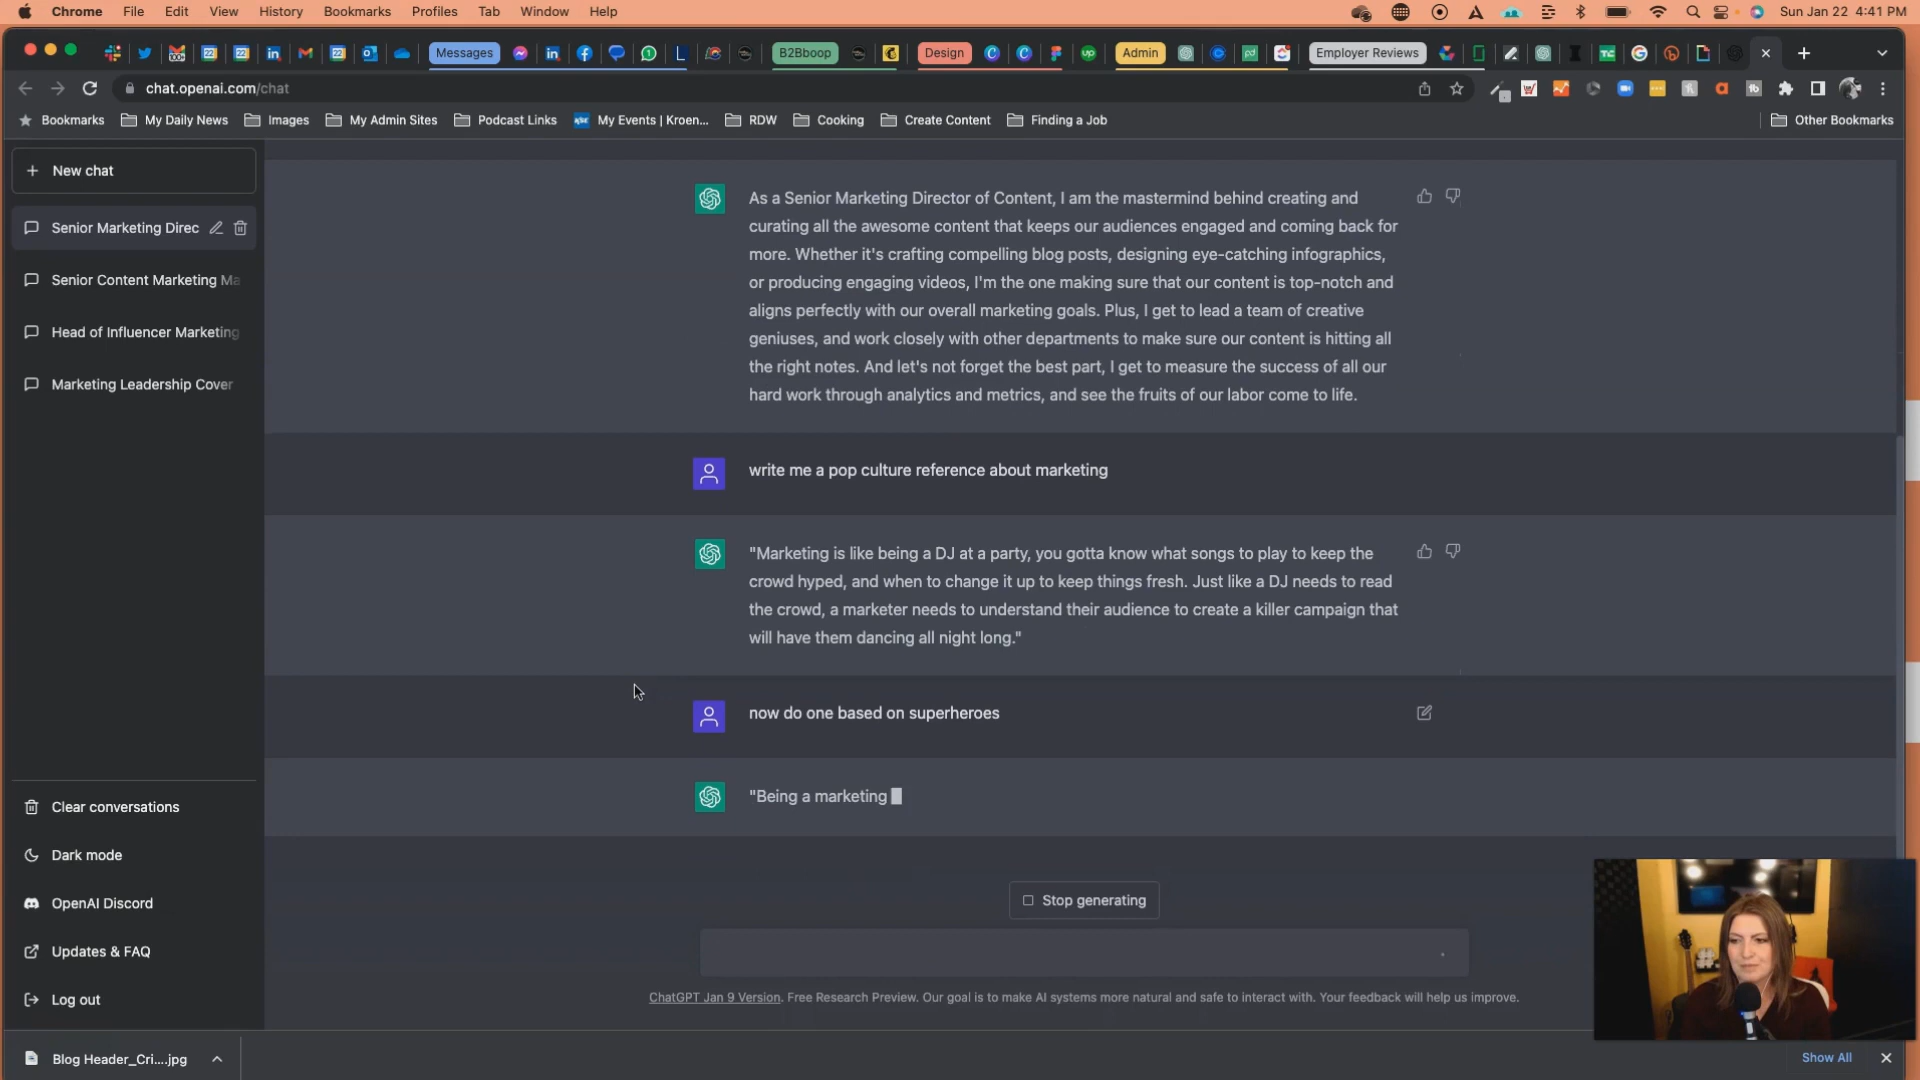 Chrome File Edit View History Bookmarks Profiles Tab Window Help Sun Jan 22 4:41 PM
Messages B2Bboop Design Admin Employer Reviews
chat.openai.com/chat
Bookmarks My Daily News Images My Admin Sites Podcast Links My Events | Kroen... RDW Cooking Create Content Finding a Job Other Bookmarks
New chat
Senior Marketing Direc
Senior Content Marketing Ma
Head of Influencer Marketing
Marketing Leadership Cover
As a Senior Marketing Director of Content, I am the mastermind behind creating and
curating all the awesome content that keeps our audiences engaged and coming back for
more. Whether it's crafting compelling blog posts, designing eye-catching infographics,
or producing engaging videos, I'm the one making sure that our content is top-notch and
aligns perfectly with our overall marketing goals. Plus, I get to lead a team of creative
geniuses, and work closely with other departments to make sure our content is hitting all
the right notes. And let's not forget the best part, I get to measure the success of all our
hard work through analytics and metrics, and see the fruits of our labor come to life.
write me a pop culture reference about marketing
"Marketing is like being a DJ at a party, you gotta know what songs to play to keep the
crowd hyped, and when to change it up to keep things fresh. Just like a DJ needs to read
the crowd, a marketer needs to understand their audience to create a killer campaign that
will have them dancing all night long."
now do one based on superheroes
"Being a marketing
Clear conversations
Dark mode
OpenAI Discord
Updates & FAQ
Log out
Stop generating
ChatGPT Jan 9 Version. Free Research Preview. Our goal is to make AI systems more natural and safe to interact with. Your feedback will help us improve.
Blog Header_Cri....jpg
Show All